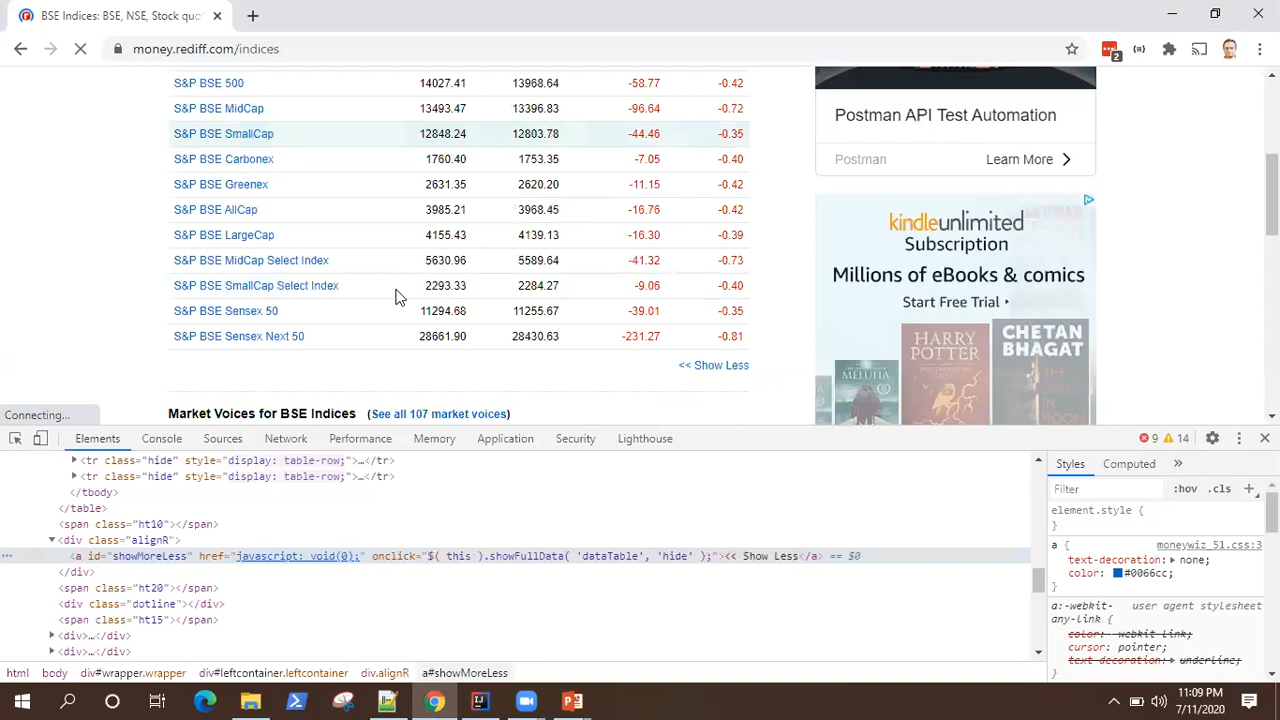 BSE Indices: BSE, NSE, Stock quot
money.rediff.com/indices
2
S&P BSE 500 14027.41 13968.64 -58.77 -0.42
S&P BSE MidCap 13493.47 13396.83 -96.64 -0.72
S&P BSE SmallCap 12848.24 12803.78 -44.46 -0.35
S&P BSE Carbonex 1760.40 1753.35 -7.05 -0.40
S&P BSE Greenex 2631.35 2620.20 -11.15 -0.42
S&P BSE AllCap 3985.21 3968.45 -16.76 -0.42
S&P BSE LargeCap 4155.43 4139.13 -16.30 -0.39
S&P BSE MidCap Select Index 5630.96 5589.64 -41.32 -0.73
S&P BSE SmallCap Select Index 2293.33 2284.27 -9.06 -0.40
S&P BSE Sensex 50 11294.68 11255.67 -39.01 -0.35
S&P BSE Sensex Next 50 28661.90 28430.63 -231.27 -0.81
<< Show Less
Market Voices for BSE Indices (See all 107 market voices)
Postman API Test Automation
Postman Learn More
kindleunlimited
Subscription
Millions of eBooks & comics
Start Free Trial
HARRY
POTTER
CHETAN
BHAGAT
MELUHA
Connecting...
Elements Console Sources Network Performance Memory Application Security Lighthouse 9 14
<tr class="hide" style="display: table-row;">…</tr>
<tr class="hide" style="display: table-row;">…</tr>
</tbody>
</table>
<span class="ht10"></span>
<div class="alignR">
<a id="showMoreLess" href="javascript: void(0);" onclick="$( this ).showFullData( 'dataTable', 'hide' );"><< Show Less</a> == $0
</div>
<span class="ht20"></span>
<div class="dotline"></div>
<span class="ht15"></span>
<div>…</div>
<div>…</div>
html body div#wrapper.wrapper div#leftcontainer.leftcontainer div.alignR a#showMoreLess
Styles Computed »
Filter :hov .cls +
element.style {
}
a { moneywiz_51.css:3
text-decoration: none;
color: #0066cc;
}
a:-webkit-any-link { user agent stylesheet
color: -webkit-link;
cursor: pointer;
text-decoration: underline;
}
11:09 PM
7/11/2020